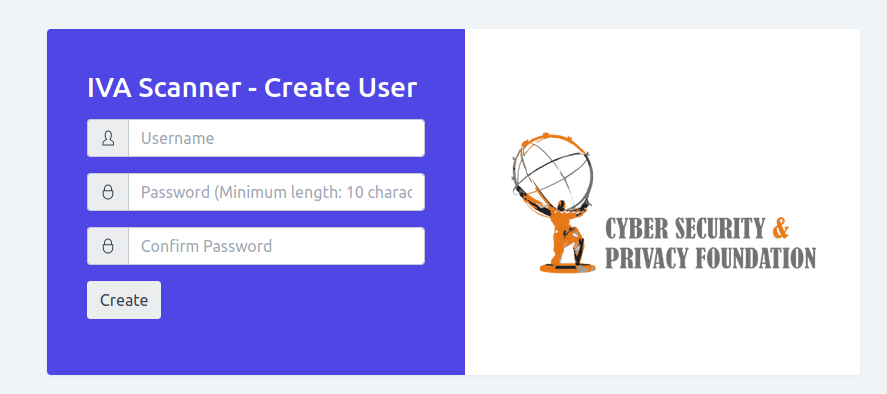 IVA Scanner - Create User
Username
Password (Minimum length: 10 charac
Confirm Password
Create
CYBER SECURITY &
PRIVACY FOUNDATION